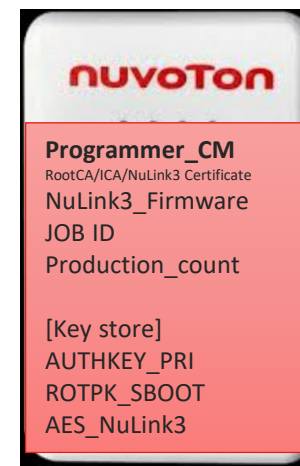 nuvoTon
Programmer_CM
RootCA/ICA/NuLink3 Certificate
NuLink3_Firmware
JOB ID
Production_count
[Key store]
AUTHKEY_PRI
ROTPK_SBOOT
AES_NuLink3